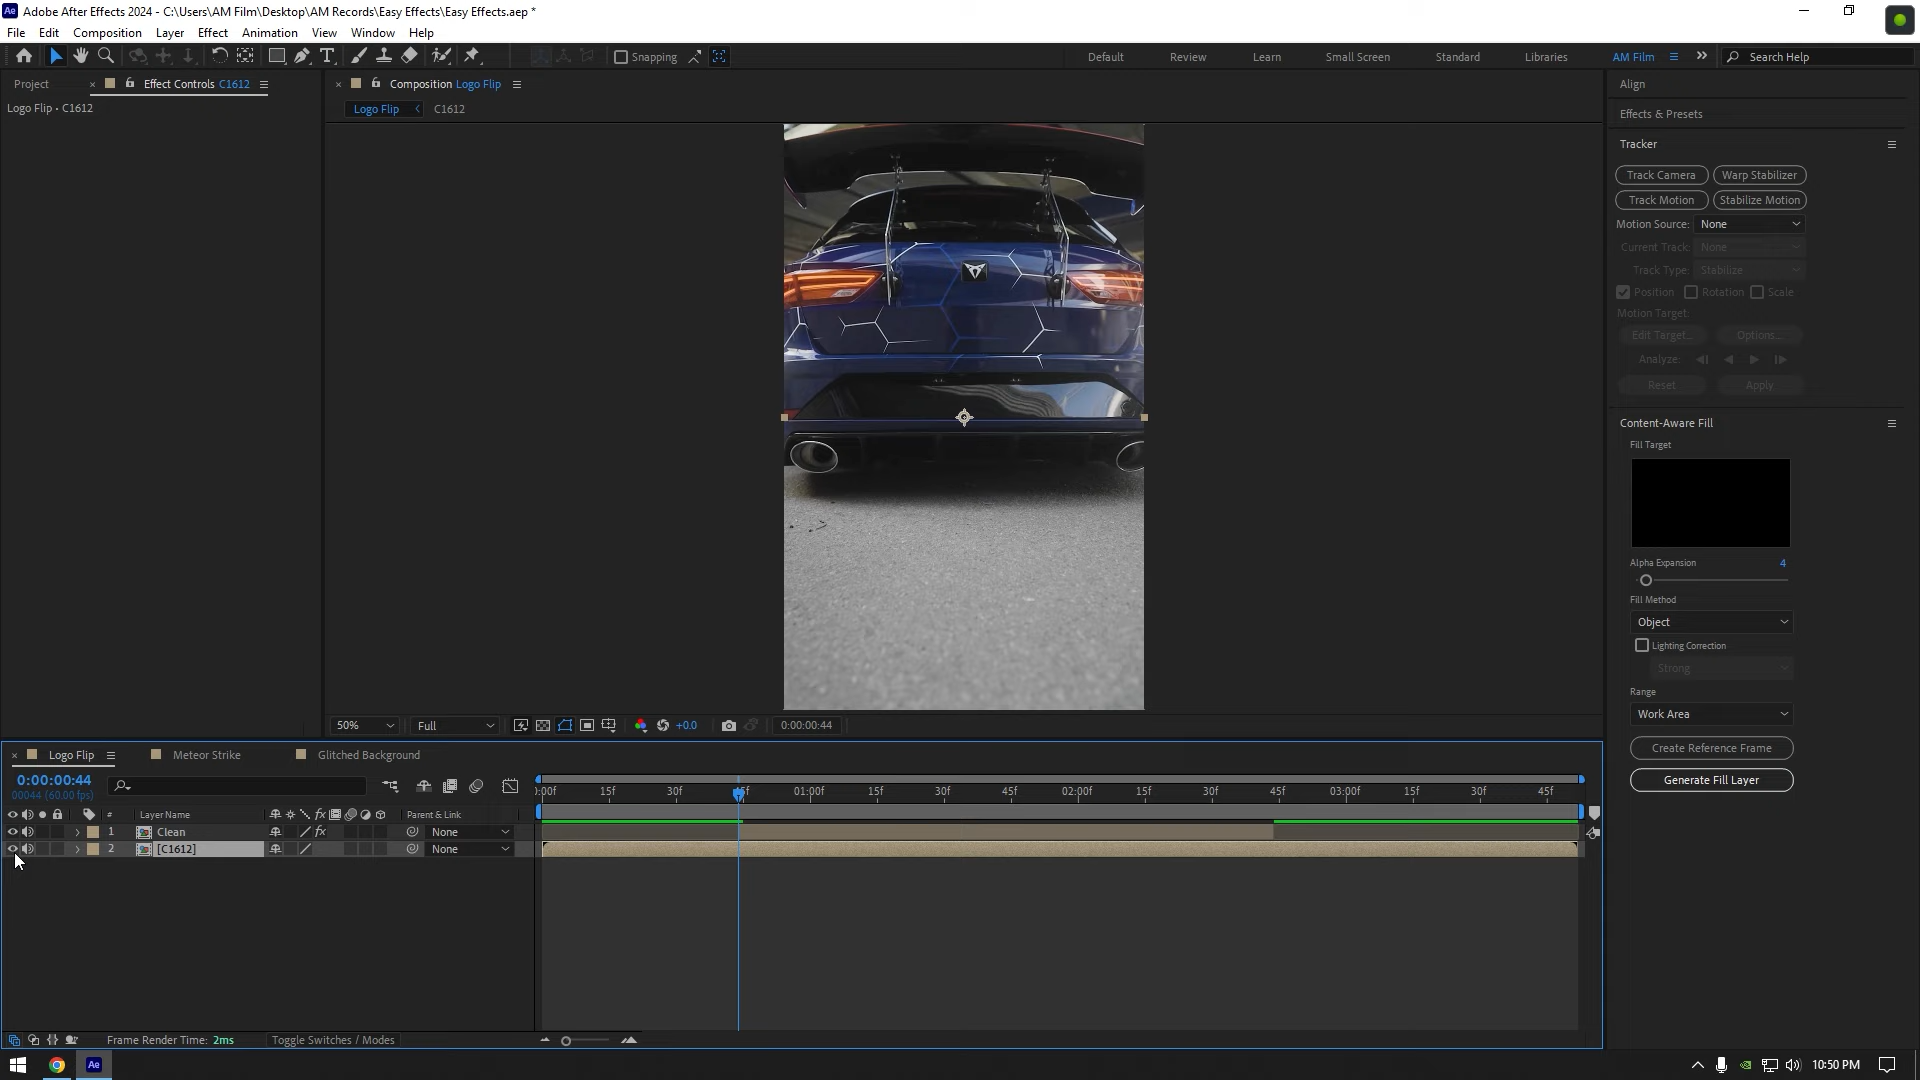 Adobe After Effects 2024 - C:\Users\AM Film\Desktop\AM Records\Easy Effects\Easy Effects.aep *
File Edit Composition Layer Effect Animation View Window Help
Snapping Default Review Learn Small Screen Standard Libraries AM Film Search Help
Project Effect Controls C1612
Logo Flip • C1612
Composition Logo Flip
Logo Flip C1612
Align
Effects & Presets
Tracker
Track Camera Warp Stabilizer
Track Motion Stabilize Motion
Motion Source: None
Current Track: None
Track Type: Stabilize
Position Rotation Scale
Motion Target:
Edit Target... Options...
Analyze:
Reset Apply
Content-Aware Fill
Fill Target
Alpha Expansion 4
Fill Method
Object
Lighting Correction
Strong
Range
Work Area
Create Reference Frame
Generate Fill Layer
50% Full +0.0 0:00:00:44
Logo Flip Meteor Strike Glitched Background
0:00:00:44
00044 (60.00 fps)
15f 30f 01:00f 15f 30f 45f 02:00f 15f 30f 45f 03:00f 15f 30f 45f
# Layer Name Parent & Link
1 Clean None
2 [C1612] None
Frame Render Time: 2ms Toggle Switches / Modes
Ae 10:50 PM